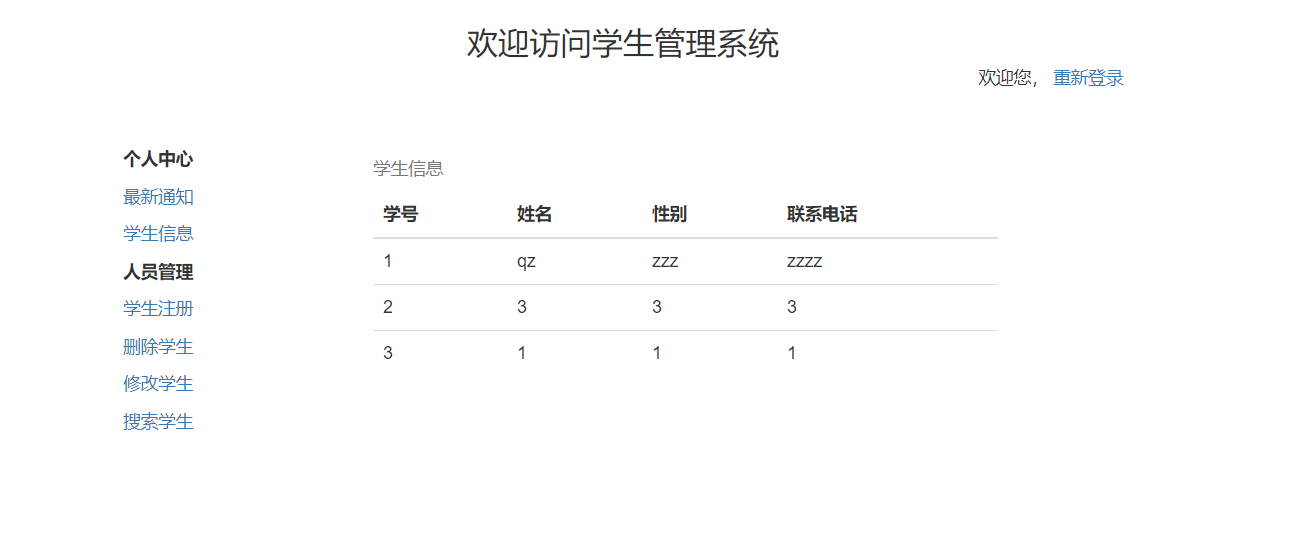 欢迎访问学生管理系统
欢迎您， 重新登录
个人中心
最新通知
学生信息
人员管理
学生注册
删除学生
修改学生
搜索学生
学生信息
学号 姓名 性别 联系电话
1 qz zzz zzzz
2 3 3 3
3 1 1 1